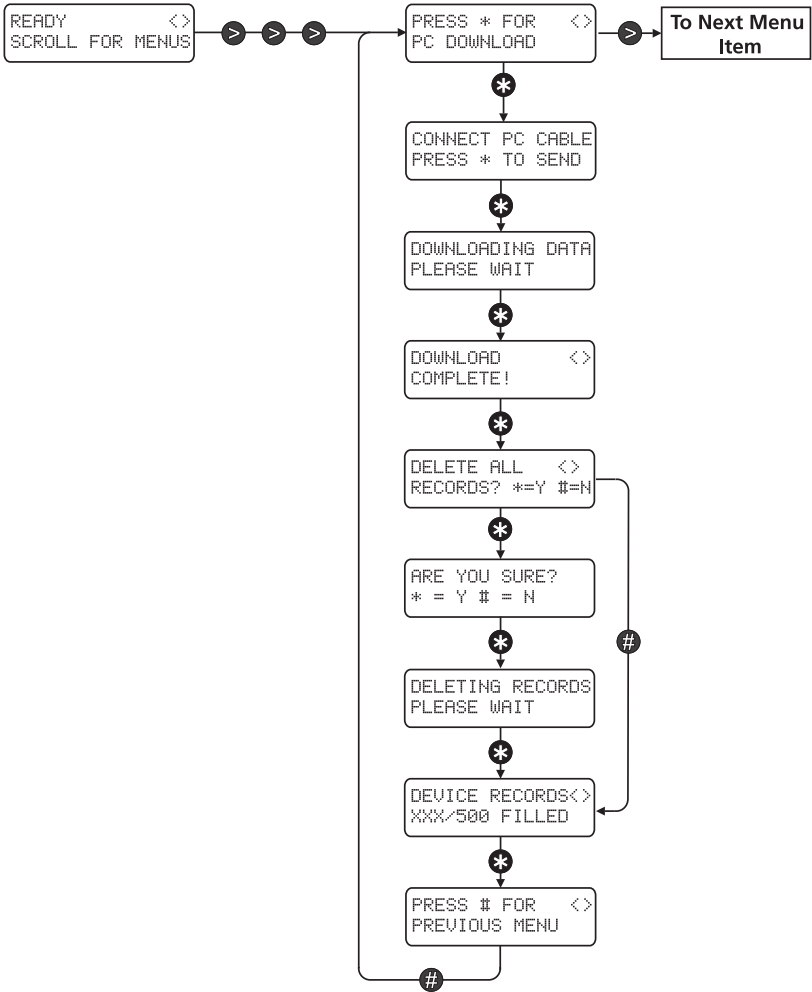 READY <>
SCROLL FOR MENUS
>
>
>
PRESS * FOR <>
PC DOWNLOAD
>
To Next Menu
Item
*
CONNECT PC CABLE
PRESS * TO SEND
*
DOWNLOADING DATA
PLEASE WAIT
*
DOWNLOAD <>
COMPLETE!
*
DELETE ALL <>
RECORDS? *=Y #=N
*
ARE YOU SURE?
* = Y # = N
*
#
DELETING RECORDS
PLEASE WAIT
*
DEVICE RECORDS<>
XXX/500 FILLED
*
PRESS # FOR <>
PREVIOUS MENU
#